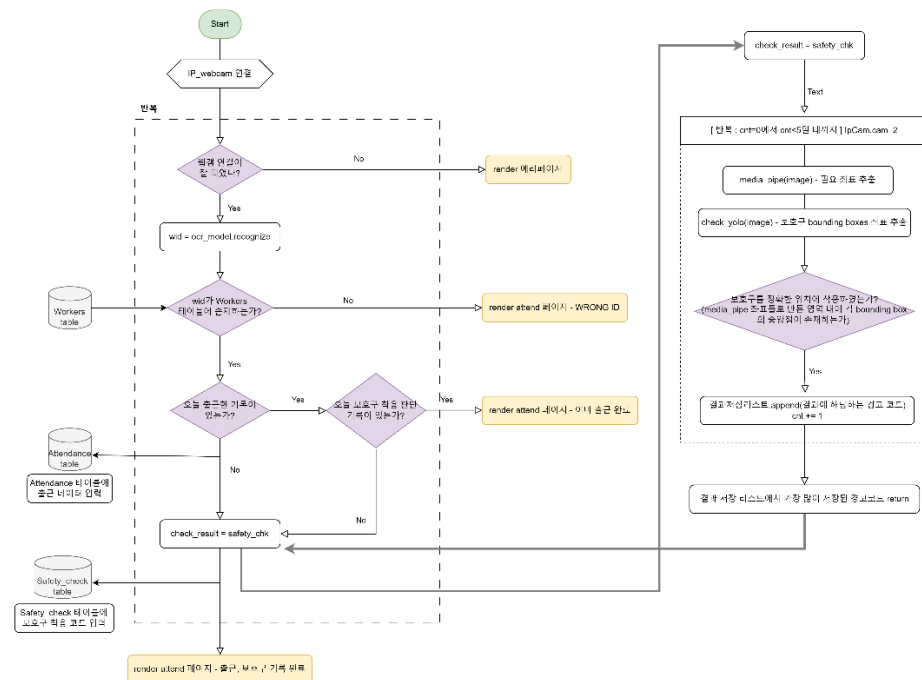 Start
IP_webcam 연결
반복
웹캠 연결이
잘 되었나?
No
render 에러페이지
Yes
wid = ocr_model.recognize
Workers
table
wid가 Workers
테이블에 존재하는가?
No
render attend 페이지 - WRONG ID
Yes
오늘 출근한 기록이
있는가?
Yes
오늘 보호구 착용 판단
기록이 있는가?
Yes
render attend 페이지 - 이미 출근 완료
Attendance
table
Attendance 테이블에
출근 데이터 입력
No
No
check_result = safety_chk
Safety_check
table
Safety_check 테이블에
보호구 착용 코드 입력
render attend 페이지 - 출근, 보호구 기록 완료
check_result = safety_chk
Text
[ 반복 : cnt=0에서 cnt<5일 때까지 ] IpCam.cam_2
media_pipe(image) - 필요 좌표 추출
check_yolo(image) - 보호구 bounding boxes 좌표 추출
보호구를 정확한 위치에 착용하였는가?
(media_pipe 좌표들로 만든 영역 내에 각 bounding box
의 중앙점이 존재하는가)
Yes
결과저장리스트.append(결과에 해당하는 경고 코드)
cnt += 1
결과 저장 리스트에서 가장 많이 저장된 경고코드 return